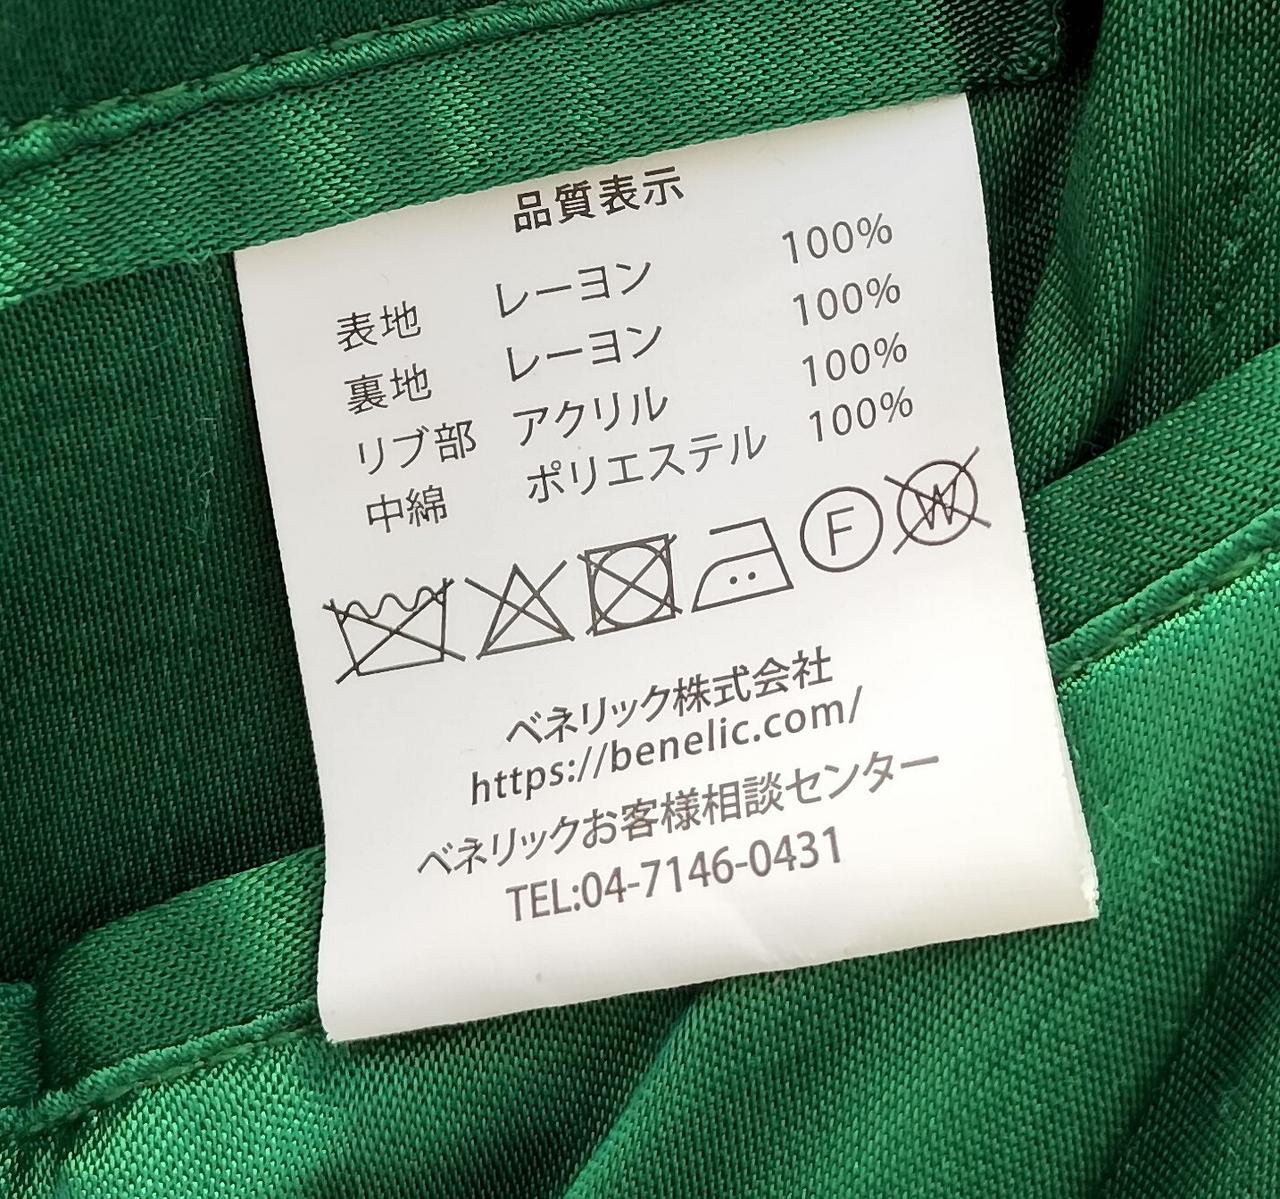 品質表示
表地 レーヨン 100%
裏地 レーヨン 100%
リブ部 アクリル 100%
中綿 ポリエステル 100%
F W
ベネリック株式会社
https://benelic.com/
ベネリックお客様相談センター
TEL:04-7146-0431